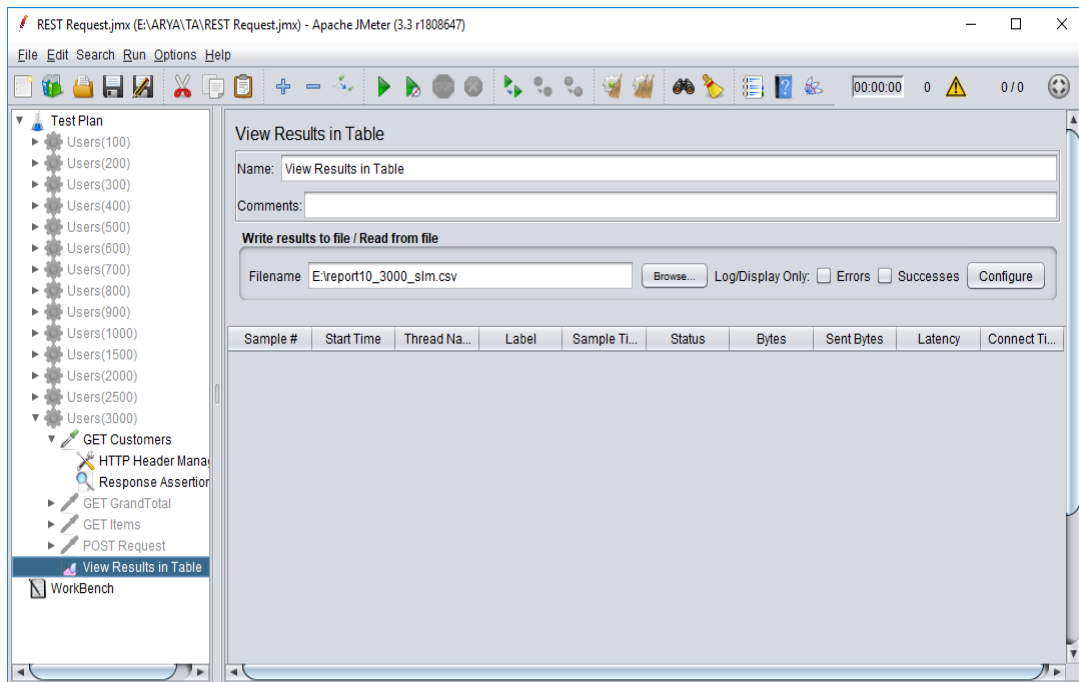 REST Request.jmx (E:\ARYA\TA\REST Request.jmx) - Apache JMeter (3.3 r1808647)
File Edit Search Run Options Help
STOP 00:00:00 0 0 / 0
Test Plan
Users(100)
Users(200)
Users(300)
Users(400)
Users(500)
Users(600)
Users(700)
Users(800)
Users(900)
Users(1000)
Users(1500)
Users(2000)
Users(2500)
Users(3000)
GET Customers
HTTP Header Mana
Response Assertion
GET GrandTotal
GET Items
POST Request
View Results in Table
WorkBench
View Results in Table
Name: View Results in Table
Comments:
Write results to file / Read from file
Filename E:\report10_3000_slm.csv Browse... Log/Display Only: Errors Successes Configure
Sample # Start Time Thread Na... Label Sample Ti... Status Bytes Sent Bytes Latency Connect Ti...